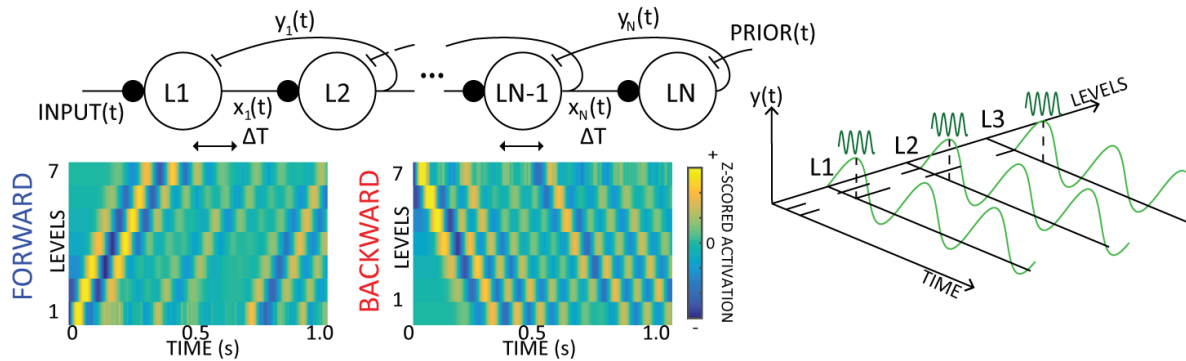 y1(t)
yN(t)
PRIOR(t)
L1
L2
...
LN-1
LN
INPUT(t)
x1(t)
xN(t)
ΔT
ΔT
FORWARD
LEVELS
7
1
0
0.5
1.0
TIME (s)
BACKWARD
LEVELS
7
1
0
0.5
1.0
TIME (s)
+
0
-
Z-SCORED ACTIVATION
y(t)
L1
L2
L3
LEVELS
TIME